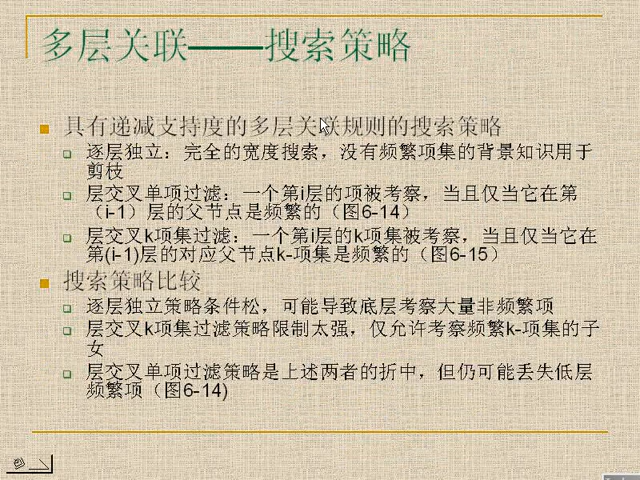 多层关联——搜索策略
具有递减支持度的多层关联规则的搜索策略
逐层独立：完全的宽度搜索，没有频繁项集的背景知识用于
剪枝
层交叉单项过滤：一个第i层的项被考察，当且仅当它在第
（i-1）层的父节点是频繁的（图6-14）
层交叉k项集过滤：一个第i层的k项集被考察，当且仅当它在
第(i-1)层的对应父节点k-项集是频繁的（图6-15）
搜索策略比较
逐层独立策略条件松，可能导致底层考察大量非频繁项
层交叉k项集过滤策略限制太强，仅允许考察频繁k-项集的子
女
层交叉单项过滤策略是上述两者的折中，但仍可能丢失低层
频繁项（图6-14)